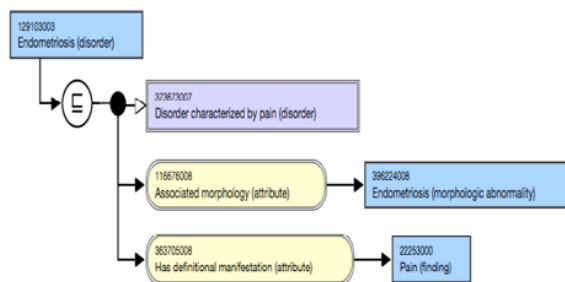 129103003
Endometriosis (disorder)
⊑
373673007
Disorder characterized by pain (disorder)
116676008
Associated morphology (attribute)
396224008
Endometriosis (morphologic abnormality)
363705008
Has definitional manifestation (attribute)
22253000
Pain (finding)